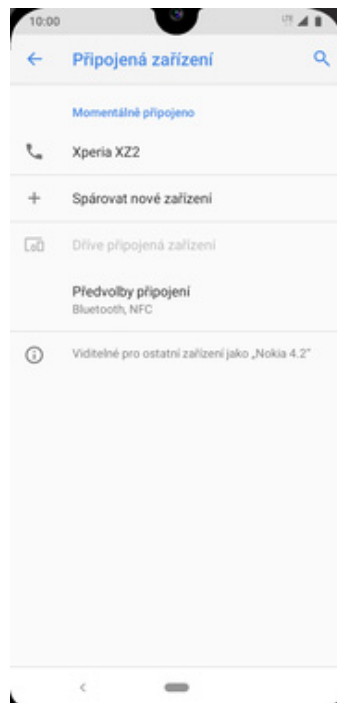 10:00
LTE
Připojená zařízení
Momentálně připojeno
Xperia XZ2
Spárovat nové zařízení
Dříve připojená zařízení
Předvolby připojení
Bluetooth, NFC
Viditelné pro ostatní zařízení jako „Nokia 4.2“